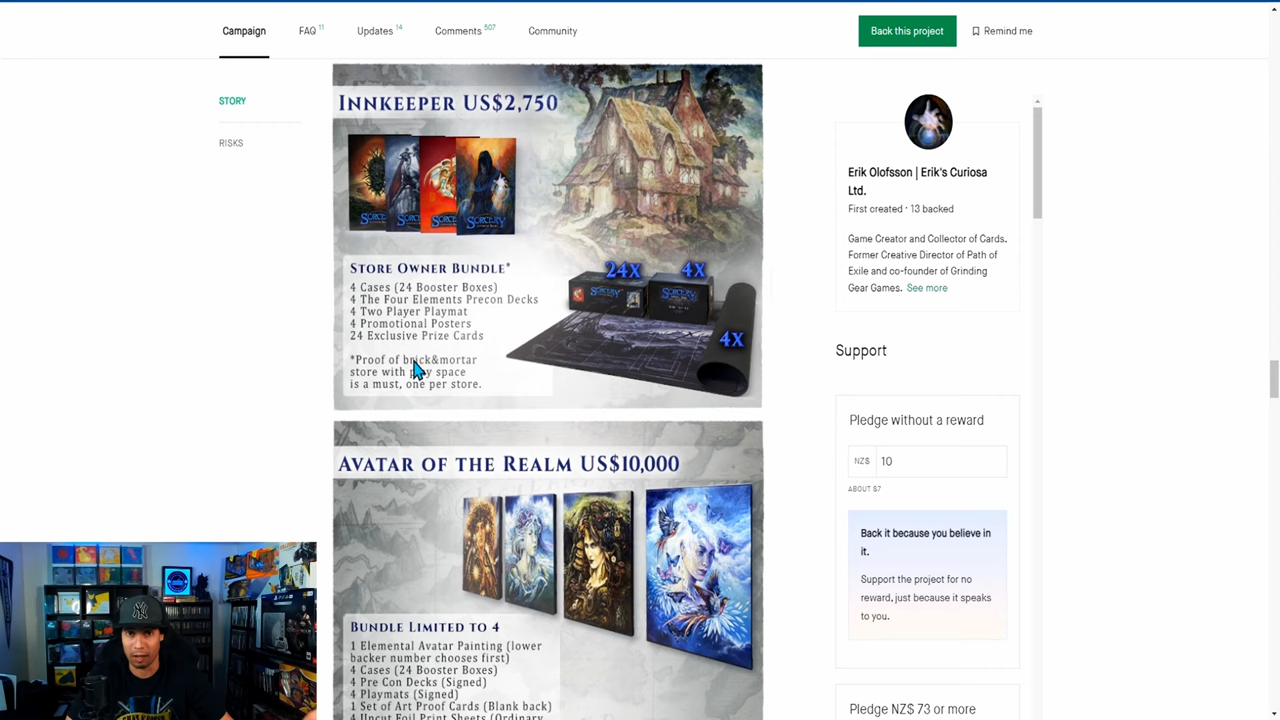 Campaign
FAQ 11
Updates 14
Comments 507
Community
Back this project
Remind me
STORY
RISKS
INNKEEPER US$2,750
SORCERY
STORE OWNER BUNDLE*
4 Cases (24 Booster Boxes)
4 The Four Elements Precon Decks
4 Two Player Playmat
4 Promotional Posters
24 Exclusive Prize Cards
*Proof of brick&mortar
store with play space
is a must, one per store.
24X
4X
4X
AVATAR OF THE REALM US$10,000
BUNDLE LIMITED TO 4
1 Elemental Avatar Painting (lower
backer number chooses first)
4 Cases (24 Booster Boxes)
4 Pre Con Decks (Signed)
4 Playmats (Signed)
1 Set of Art Proof Cards (Blank back)
4 Uncut Foil Print Sheets (Ordinary
Erik Olofsson | Erik's Curiosa
Ltd.
First created · 13 backed
Game Creator and Collector of Cards.
Former Creative Director of Path of
Exile and co-founder of Grinding
Gear Games. See more
Support
Pledge without a reward
NZ$ 10
ABOUT $7
Back it because you believe in
it.
Support the project for no
reward, just because it speaks
to you.
Pledge NZ$ 73 or more